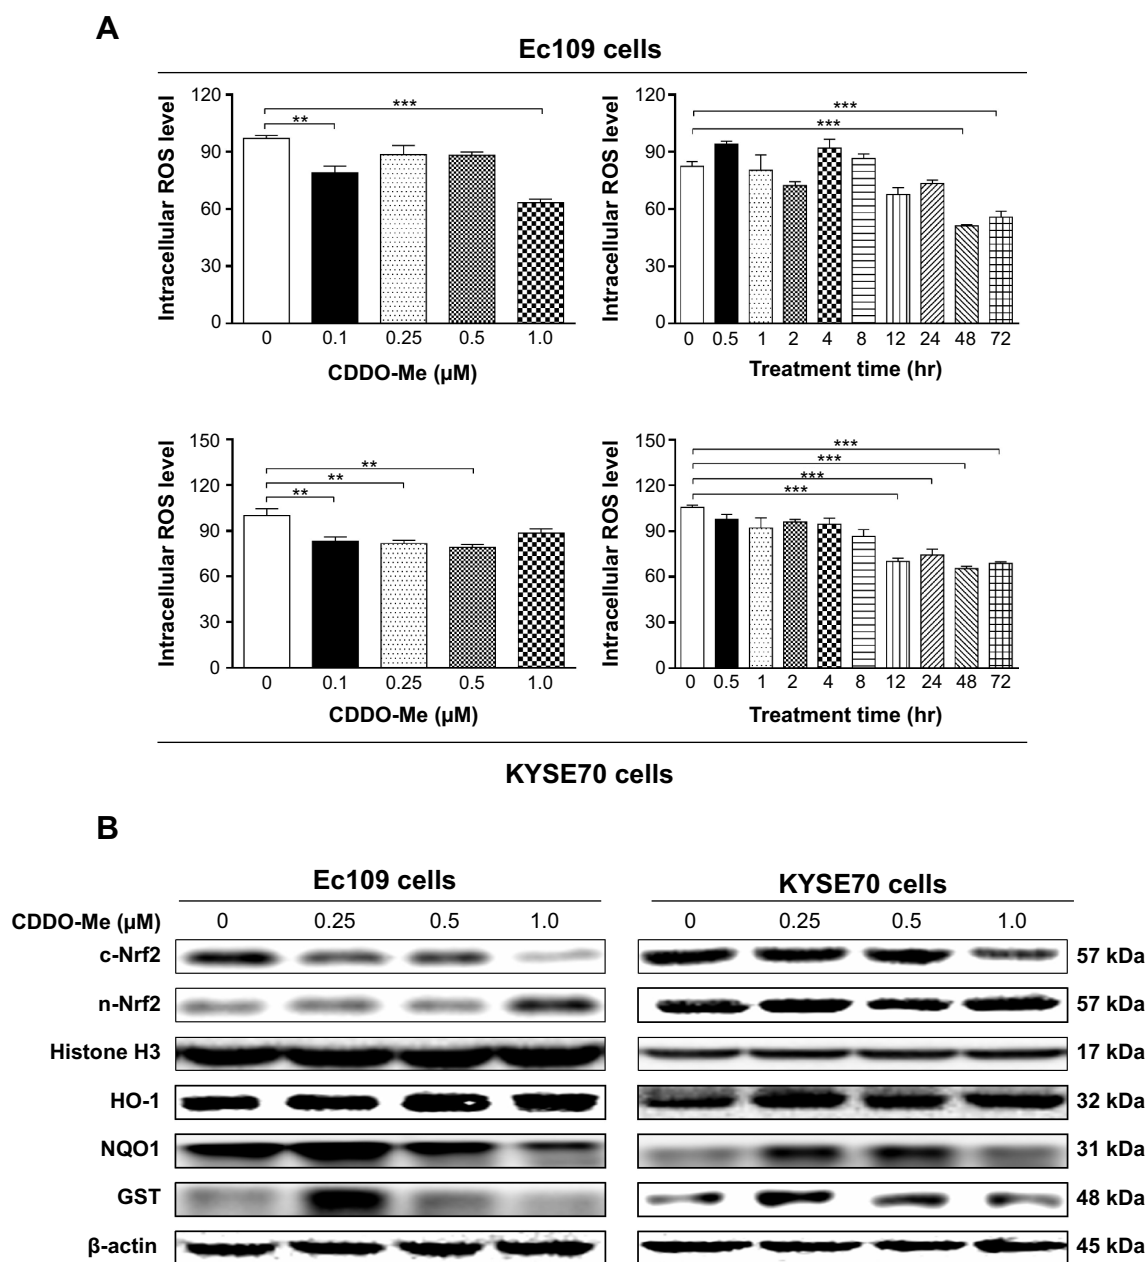 A
Ec109 cells
Intracellular ROS level
120
90
60
30
0
** ***
0 0.1 0.25 0.5 1.0
CDDO-Me (µM)
Intracellular ROS level
120
90
60
30
0
***
***
0 0.5 1 2 4 8 12 24 48 72
Treatment time (hr)
Intracellular ROS level
150
120
90
60
30
0
**
**
**
0 0.1 0.25 0.5 1.0
CDDO-Me (µM)
Intracellular ROS level
150
120
90
60
30
0
***
***
***
***
0 0.5 1 2 4 8 12 24 48 72
Treatment time (hr)
KYSE70 cells
B
Ec109 cells KYSE70 cells
CDDO-Me (µM) 0 0.25 0.5 1.0 0 0.25 0.5 1.0
c-Nrf2 57 kDa
n-Nrf2 57 kDa
Histone H3 17 kDa
HO-1 32 kDa
NQO1 31 kDa
GST 48 kDa
β-actin 45 kDa